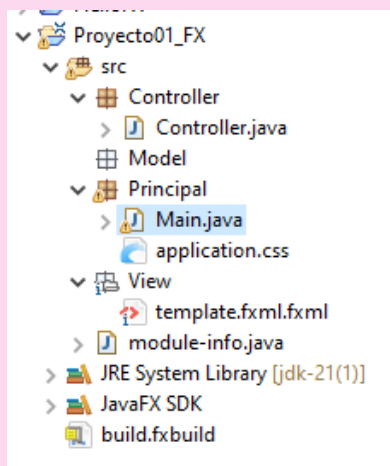 Proyecto01_FX
src
Controller
Controller.java
Model
Principal
Main.java
application.css
View
template.fxml.fxml
module-info.java
JRE System Library [jdk-21(1)]
JavaFX SDK
build.fxbuild